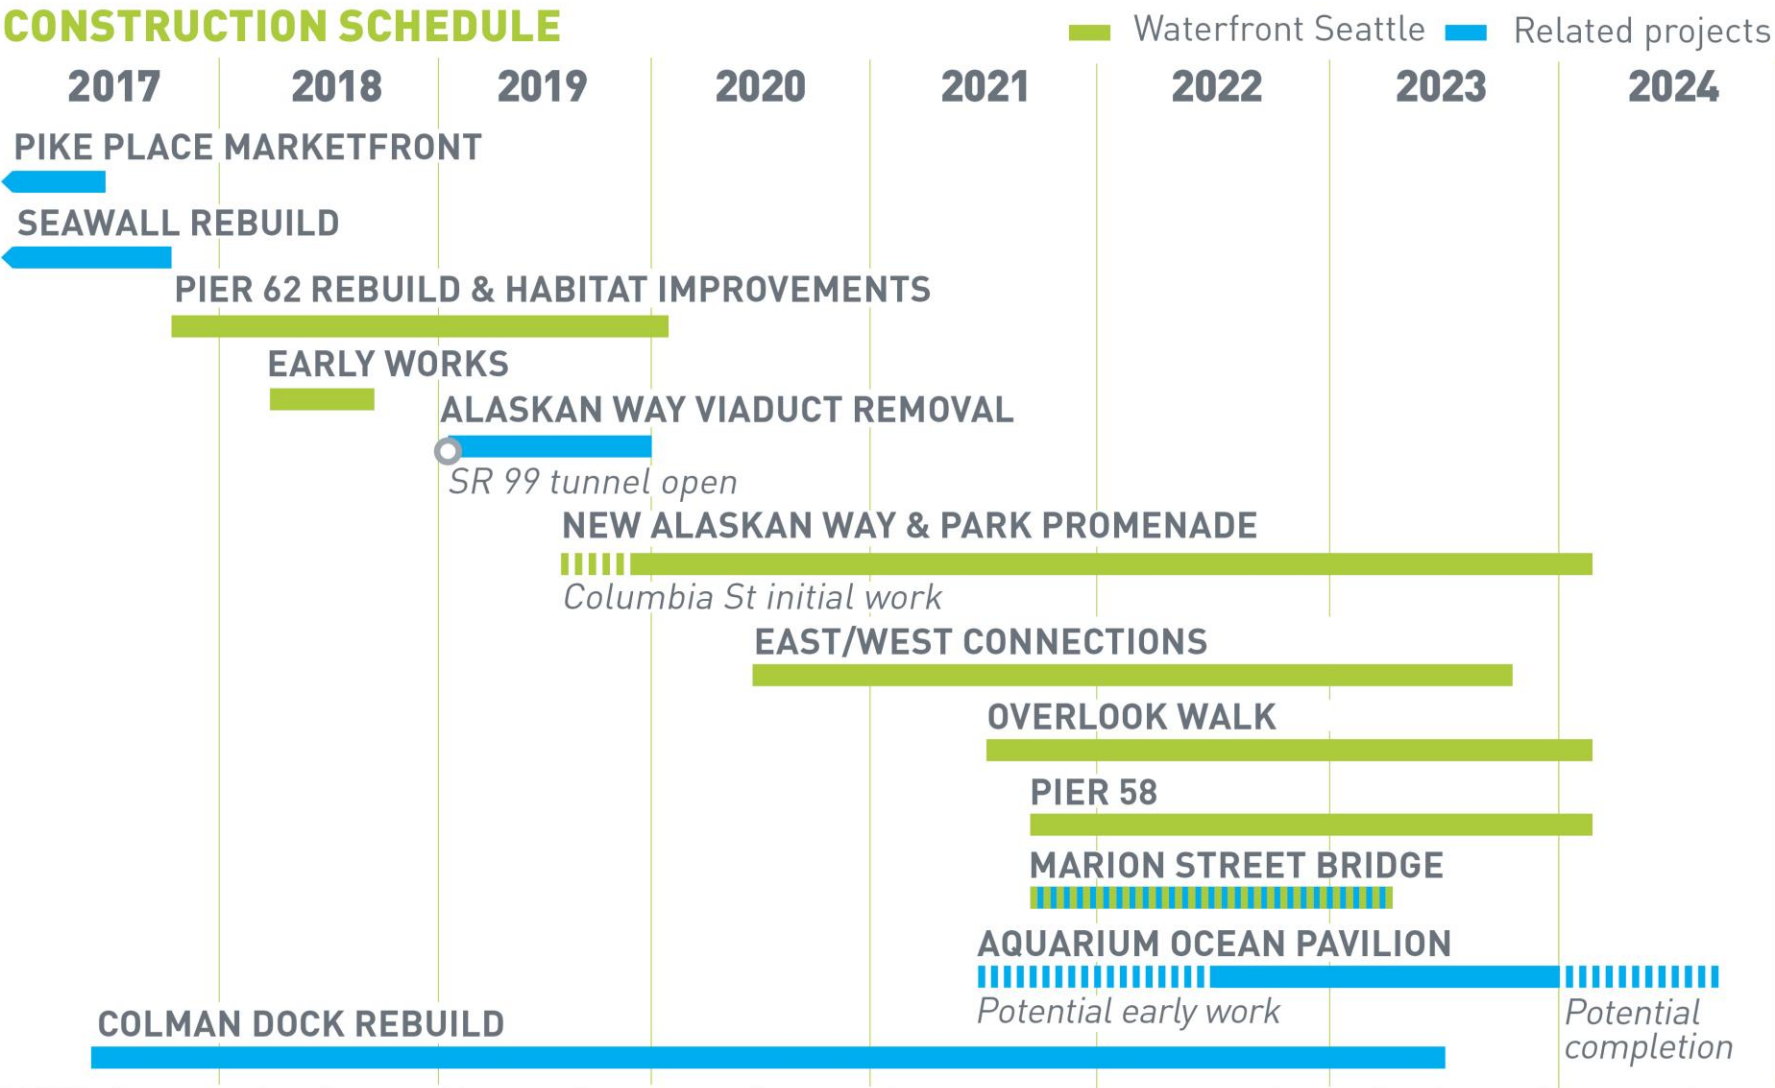 CONSTRUCTION SCHEDULE
Waterfront Seattle
Related projects
2017 2018 2019 2020 2021 2022 2023 2024
PIKE PLACE MARKETFRONT
SEAWALL REBUILD
PIER 62 REBUILD & HABITAT IMPROVEMENTS
EARLY WORKS
ALASKAN WAY VIADUCT REMOVAL
SR 99 tunnel open
NEW ALASKAN WAY & PARK PROMENADE
Columbia St initial work
EAST/WEST CONNECTIONS
OVERLOOK WALK
PIER 58
MARION STREET BRIDGE
AQUARIUM OCEAN PAVILION
Potential early work
Potential
completion
COLMAN DOCK REBUILD